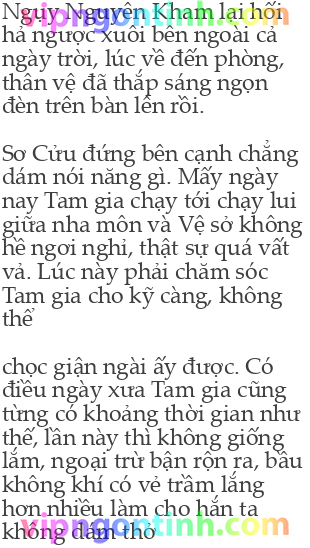 Ngụy Nguyên Kham lại hối
hả ngược xuôi bên ngoài cả
ngày trời, lúc về đến phòng,
thân vệ đã thắp sáng ngọn
đèn trên bàn lên rồi.
Sơ Cửu đứng bên cạnh chẳng
dám nói năng gì. Mấy ngày
nay Tam gia chạy tới chạy lui
giữa nha môn và Vệ sở không
hề ngơi nghỉ, thật sự quá vất
vả. Lúc này phải chăm sóc
Tam gia cho kỹ càng, không
thể
chọc giận ngài ấy được. Có
điều ngày xưa Tam gia cũng
từng có khoảng thời gian như
thế, lần này thì không giống
lắm, ngoại trừ bận rộn ra, bầu
không khí có vẻ trầm lắng
hơn nhiều làm cho hắn ta
không dám thở
vipngontinh.com
vipngontinh.com